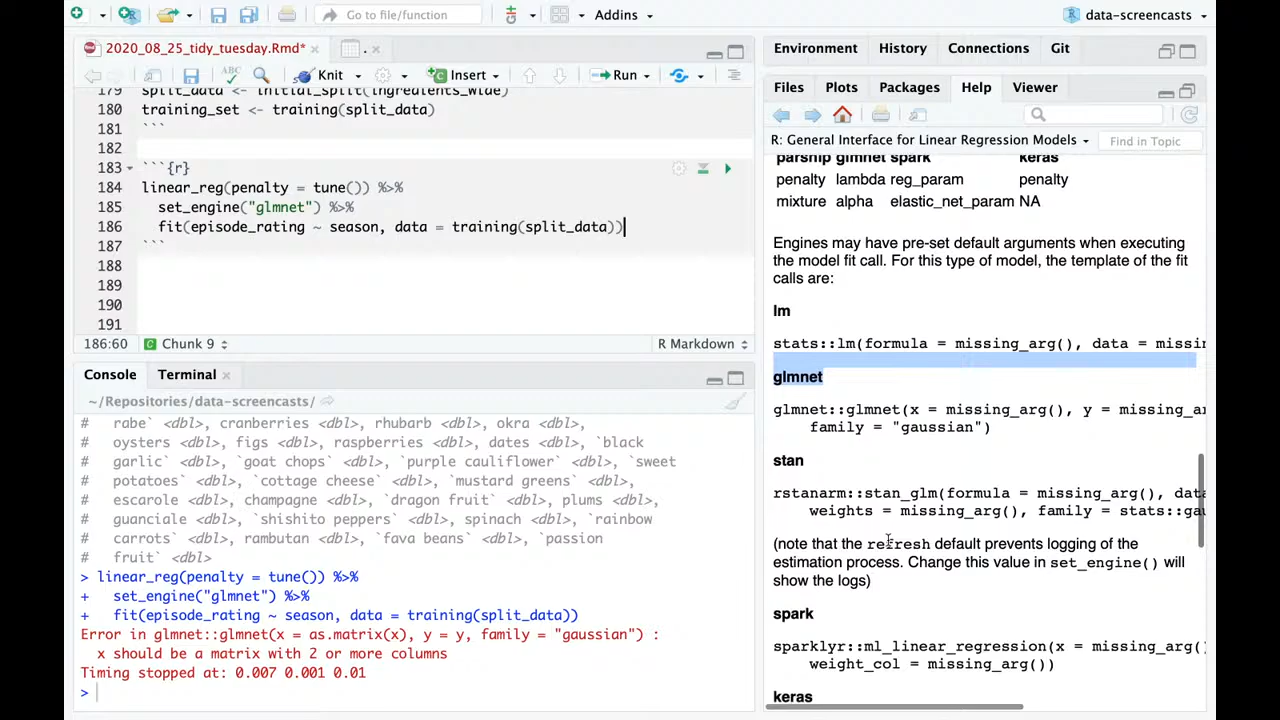 Go to file/function
Addins
data-screencasts
2020_08_25_tidy_tuesday.Rmd*
.
Knit
Insert
Run
179 split_data <- initial_split(ingredients_wide)
180 training_set <- training(split_data)
181 ```
182
183 ```{r}
184 linear_reg(penalty = tune()) %>%
185 set_engine("glmnet") %>%
186 fit(episode_rating ~ season, data = training(split_data))
187 ```
188
189
190
191
186:60 Chunk 9 R Markdown
Console Terminal
~/Repositories/data-screencasts/
# rabe` <dbl>, cranberries <dbl>, rhubarb <dbl>, okra <dbl>,
# oysters <dbl>, figs <dbl>, raspberries <dbl>, dates <dbl>, `black
# garlic` <dbl>, `goat chops` <dbl>, `purple cauliflower` <dbl>, `sweet
# potatoes` <dbl>, `cottage cheese` <dbl>, `mustard greens` <dbl>,
# escarole <dbl>, champagne <dbl>, `dragon fruit` <dbl>, plums <dbl>,
# guanciale <dbl>, `shishito peppers` <dbl>, spinach <dbl>, `rainbow
# carrots` <dbl>, rambutan <dbl>, `fava beans` <dbl>, `passion
# fruit` <dbl>
> linear_reg(penalty = tune()) %>%
+ set_engine("glmnet") %>%
+ fit(episode_rating ~ season, data = training(split_data))
Error in glmnet::glmnet(x = as.matrix(x), y = y, family = "gaussian") :
x should be a matrix with 2 or more columns
Timing stopped at: 0.007 0.001 0.01
>
Environment History Connections Git
Files Plots Packages Help Viewer
R: General Interface for Linear Regression Models Find in Topic
parsnip glmnet spark keras
penalty lambda reg_param penalty
mixture alpha elastic_net_param NA
Engines may have pre-set default arguments when executing
the model fit call. For this type of model, the template of the fit
calls are:
lm
stats::lm(formula = missing_arg(), data = missin
glmnet
glmnet::glmnet(x = missing_arg(), y = missing_ar
family = "gaussian")
stan
rstanarm::stan_glm(formula = missing_arg(), data
weights = missing_arg(), family = stats::gau
(note that the refresh default prevents logging of the
estimation process. Change this value in set_engine() will
show the logs)
spark
sparklyr::ml_linear_regression(x = missing_arg()
weight_col = missing_arg())
keras